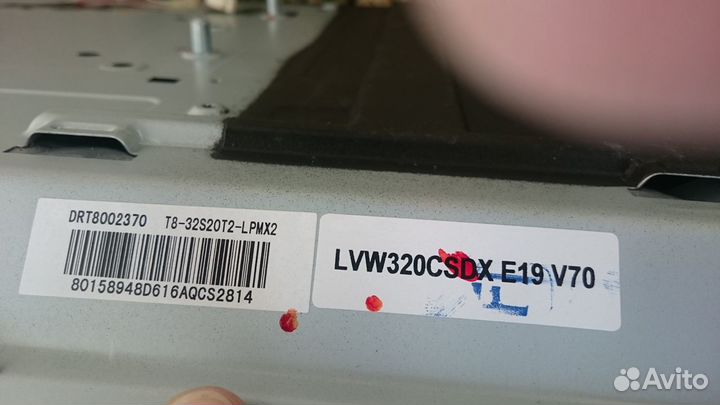 DRT8002370 T8-32S20T2-LPMX2
80158948D616AQCS2814
LVW320CSDX E19 V70
Avito